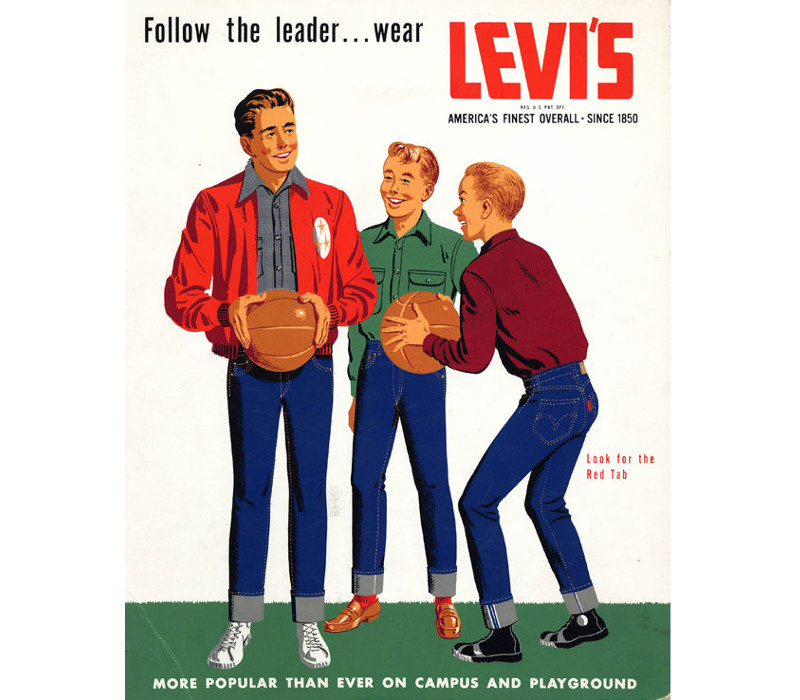 Follow the leader...wear
LEVI'S
REG. U.S. PAT. OFF.
AMERICA'S FINEST OVERALL • SINCE 1850
Look for the
Red Tab
MORE POPULAR THAN EVER ON CAMPUS AND PLAYGROUND